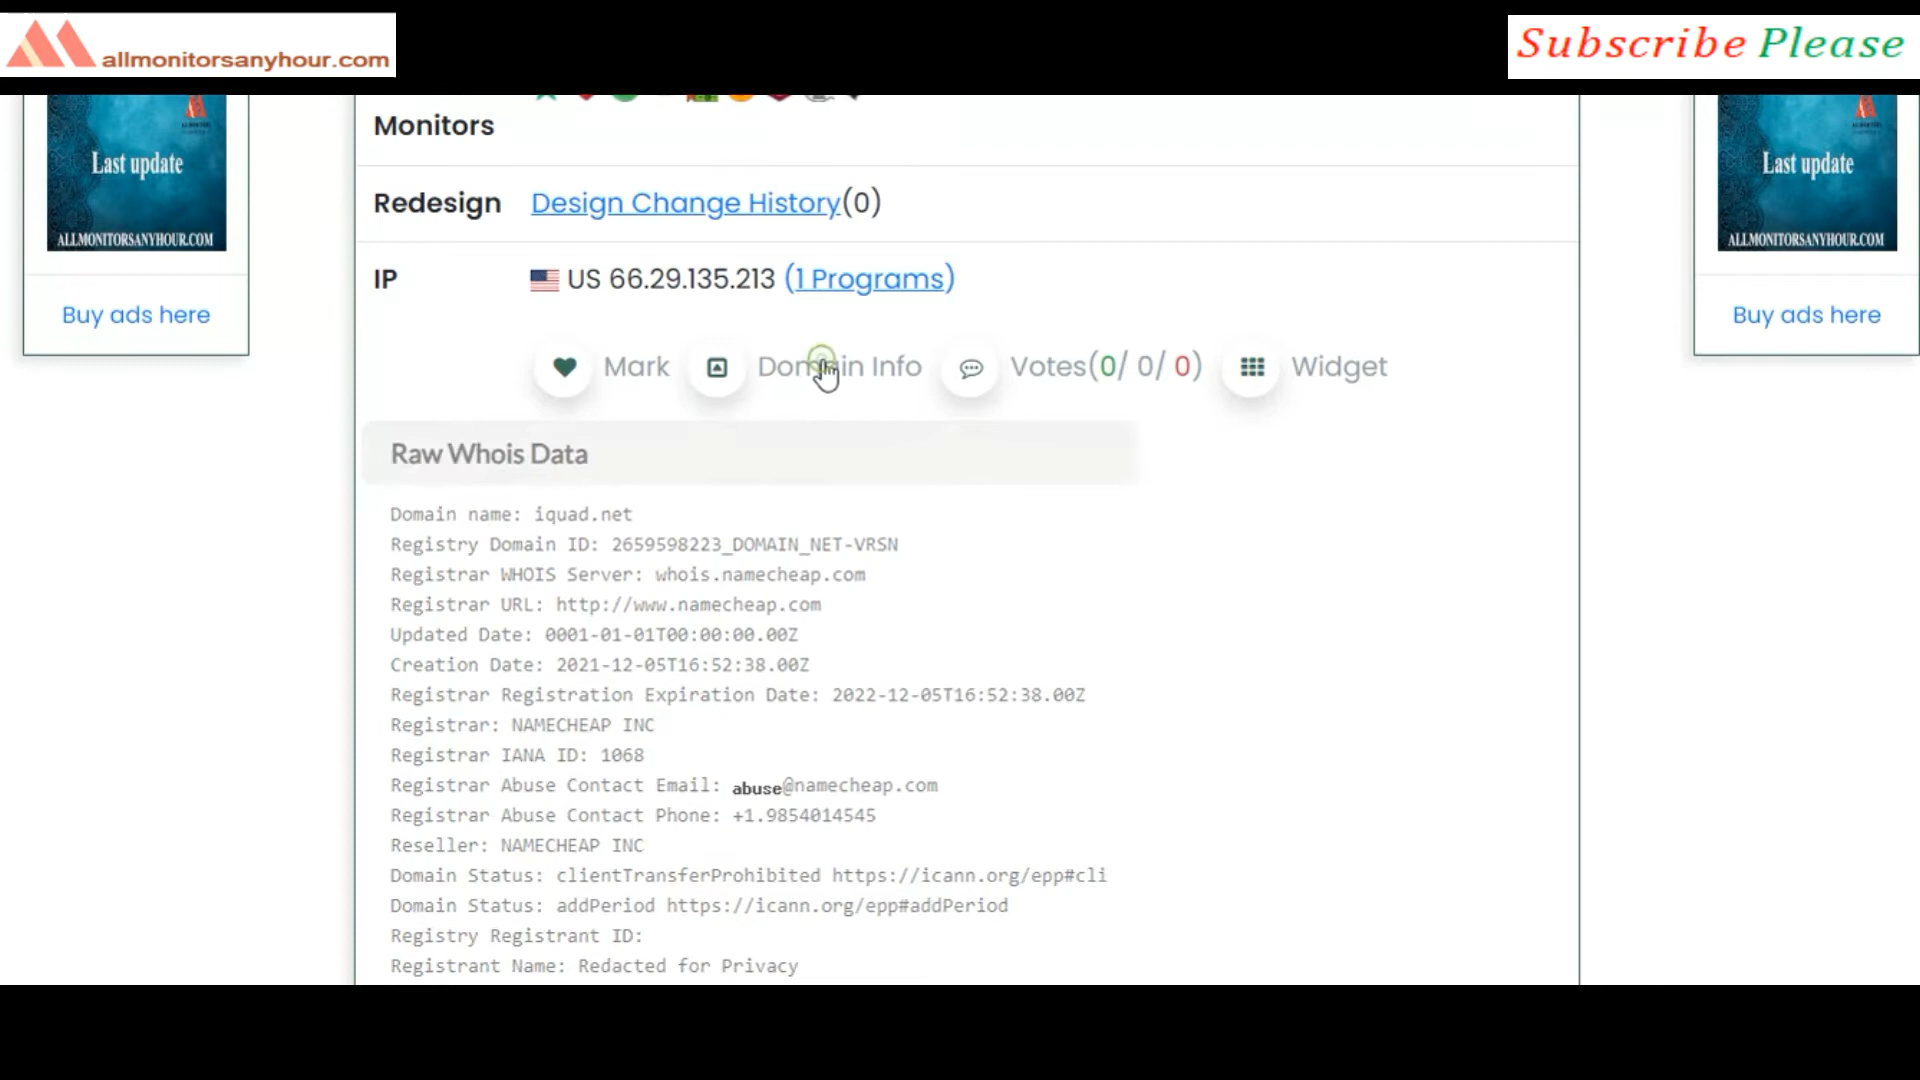 allmonitorsanyhour.com
Subscribe Please
Last update
ALLMONITORSANYHOUR.COM
Buy ads here
Monitors
Redesign Design Change History(0)
IP US 66.29.135.213 (1 Programs)
Mark Domain Info Votes(0/ 0/ 0) Widget
Raw Whois Data
Domain name: iquad.net
Registry Domain ID: 2659598223_DOMAIN_NET-VRSN
Registrar WHOIS Server: whois.namecheap.com
Registrar URL: http://www.namecheap.com
Updated Date: 0001-01-01T00:00:00.00Z
Creation Date: 2021-12-05T16:52:38.00Z
Registrar Registration Expiration Date: 2022-12-05T16:52:38.00Z
Registrar: NAMECHEAP INC
Registrar IANA ID: 1068
Registrar Abuse Contact Email: abuse@namecheap.com
Registrar Abuse Contact Phone: +1.9854014545
Reseller: NAMECHEAP INC
Domain Status: clientTransferProhibited https://icann.org/epp#cli
Domain Status: addPeriod https://icann.org/epp#addPeriod
Registry Registrant ID:
Registrant Name: Redacted for Privacy
Last update
ALLMONITORSANYHOUR.COM
Buy ads here